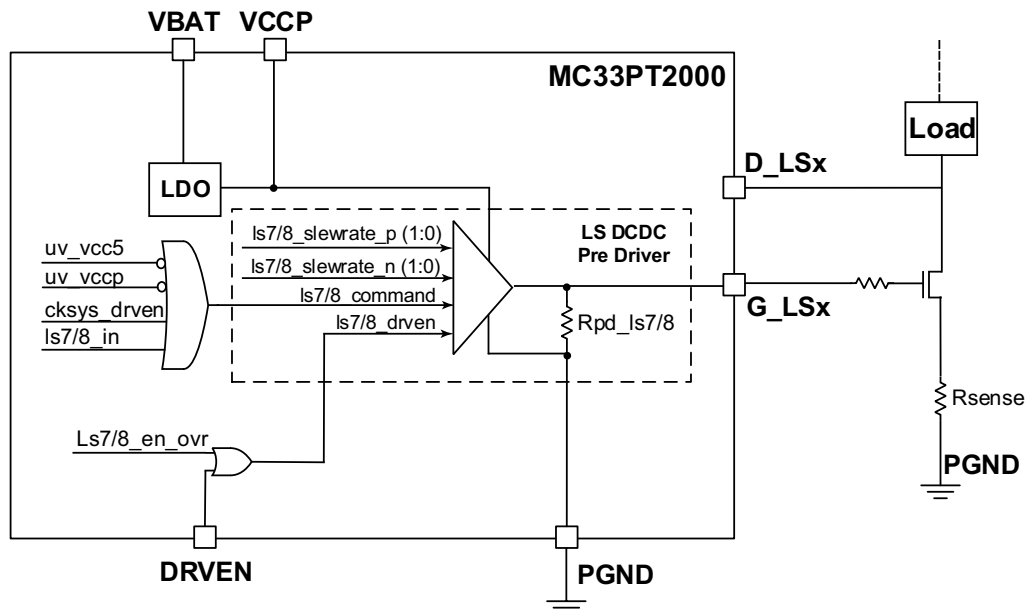 VBAT VCCP
MC33PT2000
Load
D_LSx
LDO
ls7/8_slewrate_p (1:0)
LS DCDC
Pre Driver
uv_vcc5
ls7/8_slewrate_n (1:0)
uv_vccp
ls7/8_command
G_LSx
cksys_drven
ls7/8_drven
Rpd_ls7/8
ls7/8_in
Rsense
Ls7/8_en_ovr
PGND
DRVEN
PGND